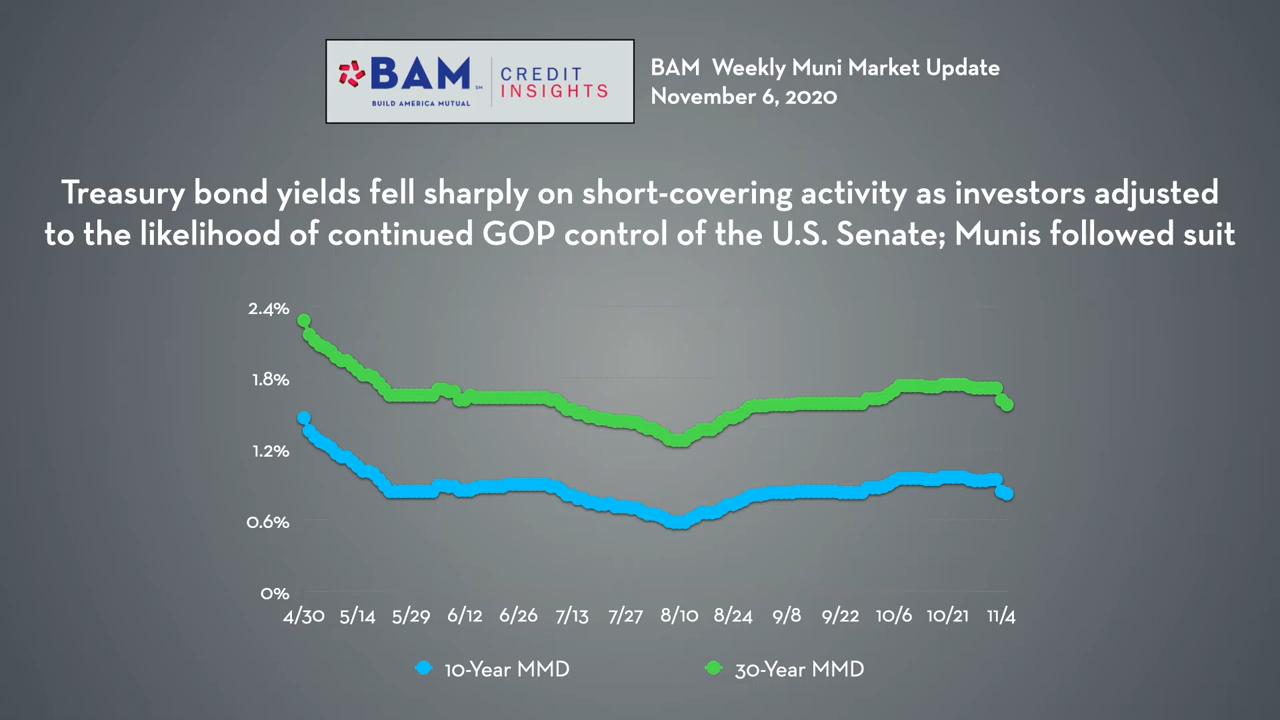 BAM SM
BUILD AMERICA MUTUAL
CREDIT
INSIGHTS
BAM Weekly Muni Market Update
November 6, 2020
Treasury bond yields fell sharply on short-covering activity as investors adjusted
to the likelihood of continued GOP control of the U.S. Senate; Munis followed suit
2.4%
1.8%
1.2%
0.6%
0%
4/30 5/14 5/29 6/12 6/26 7/13 7/27 8/10 8/24 9/8 9/22 10/6 10/21 11/4
10-Year MMD 30-Year MMD